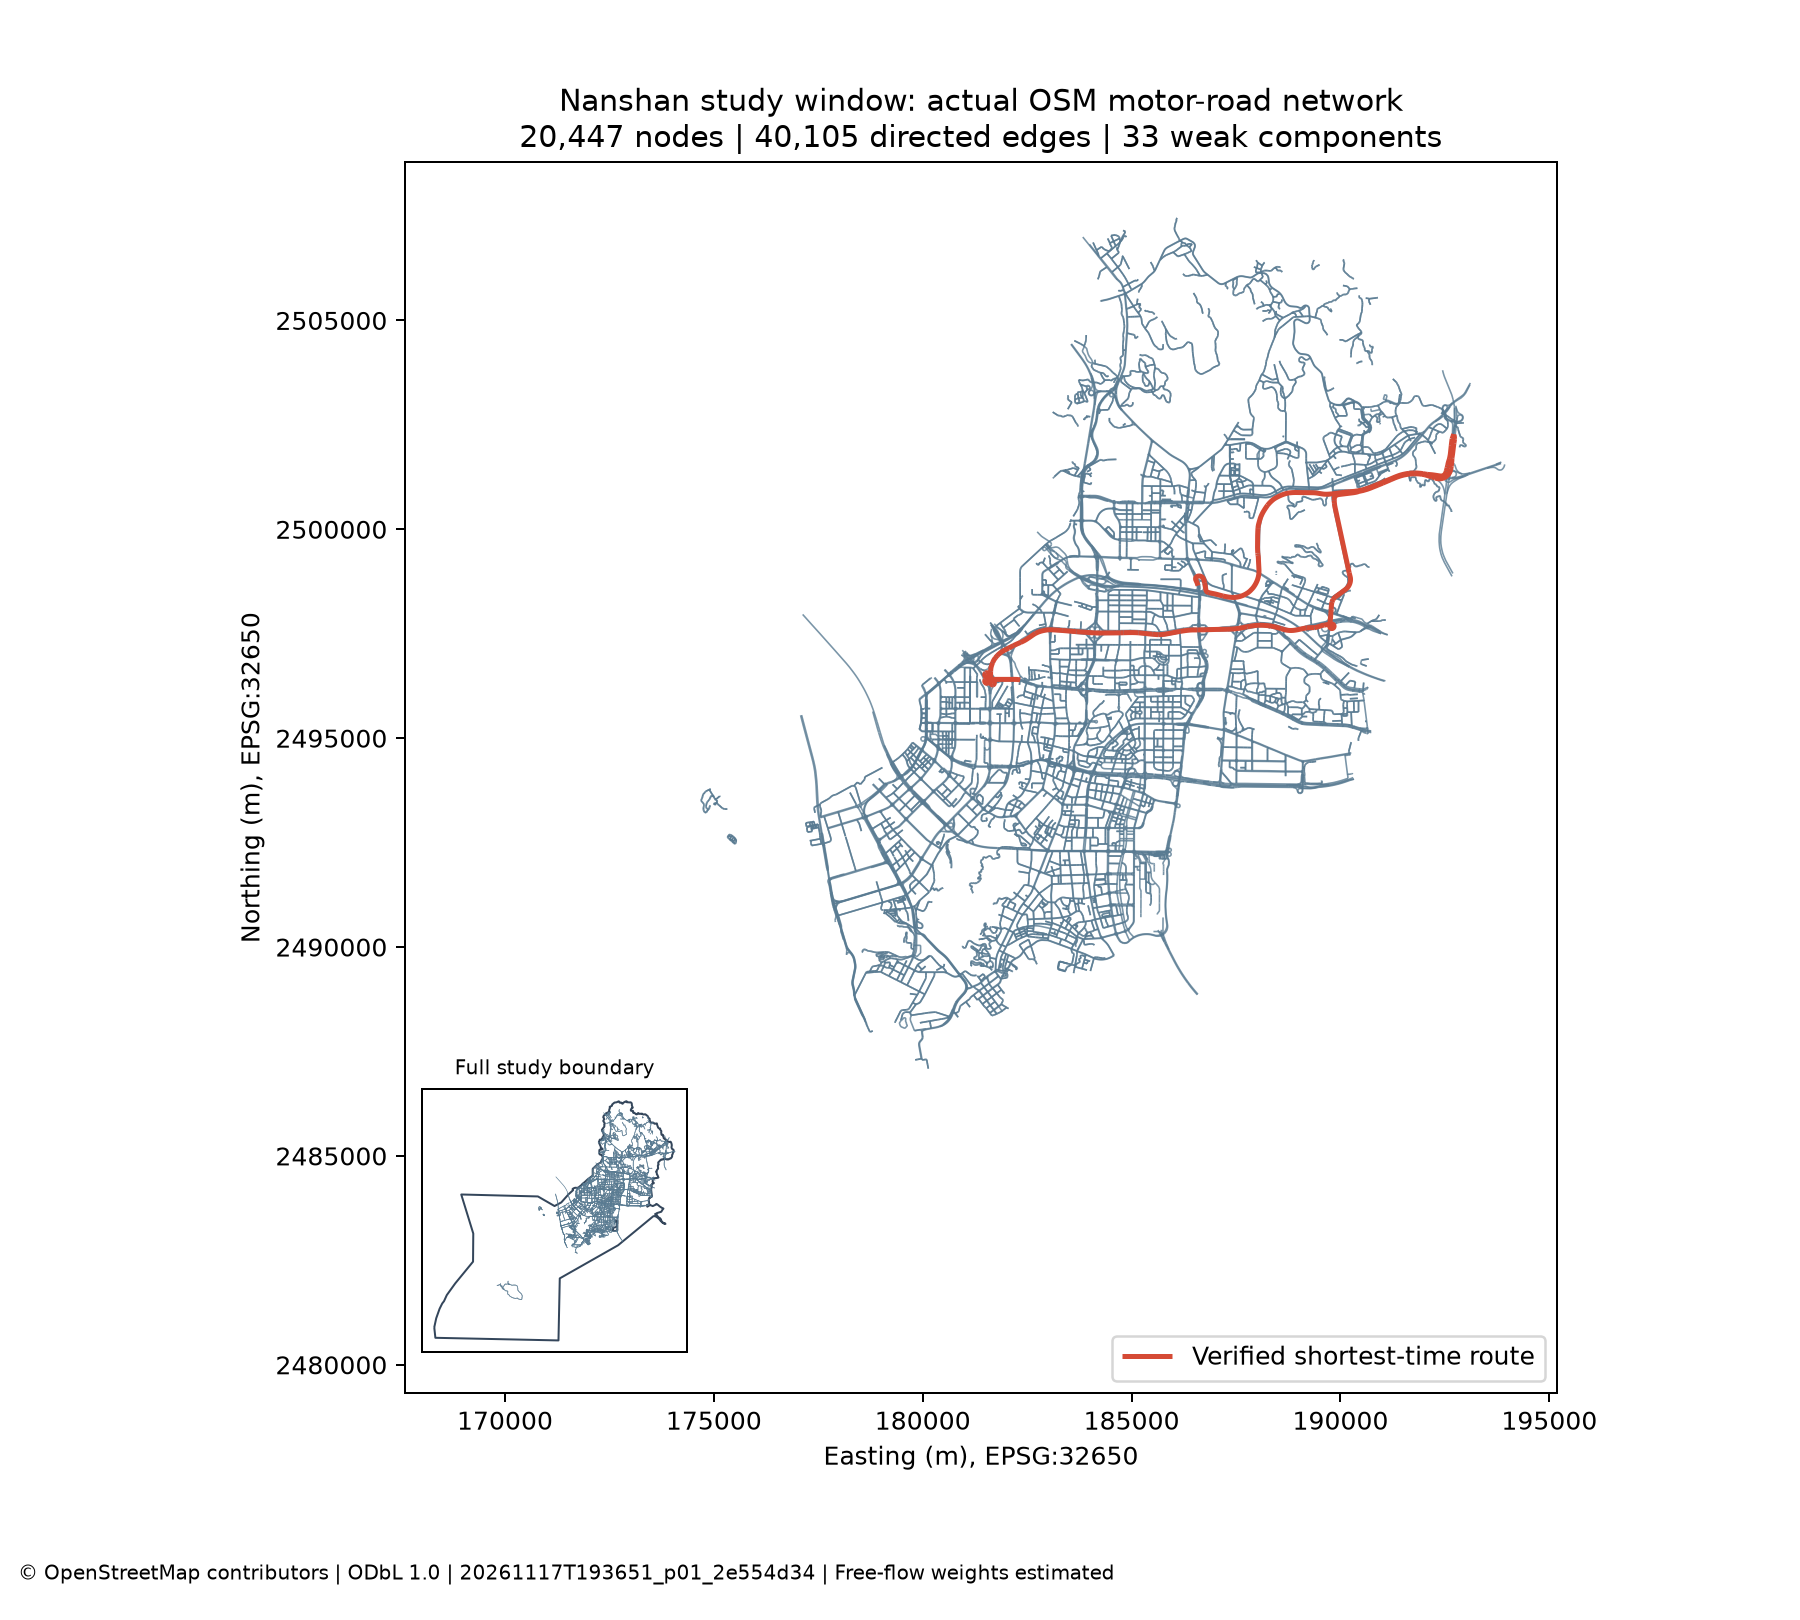 Nanshan study window: actual OSM motor-road network
20,447 nodes | 40,105 directed edges | 33 weak components
Northing (m), EPSG:32650
2505000
2500000
2495000
2490000
2485000
2480000
Full study boundary
Verified shortest-time route
170000
175000
180000
185000
190000
195000
Easting (m), EPSG:32650
© OpenStreetMap contributors | ODbL 1.0 | 20261117T193651_p01_2e554d34 | Free-flow weights estimated